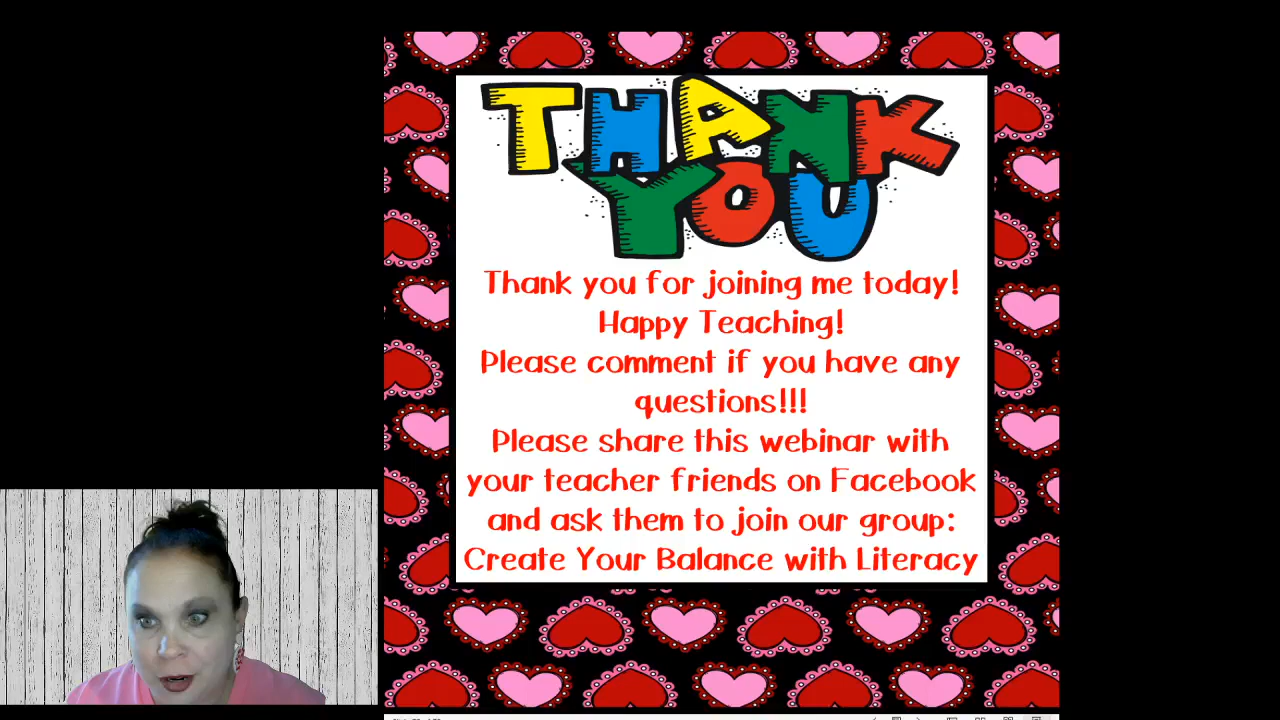 THANK
YOU
Thank you for joining me today!
Happy Teaching!
Please comment if you have any
questions!!!
Please share this webinar with
your teacher friends on Facebook
and ask them to join our group:
Create Your Balance with Literacy